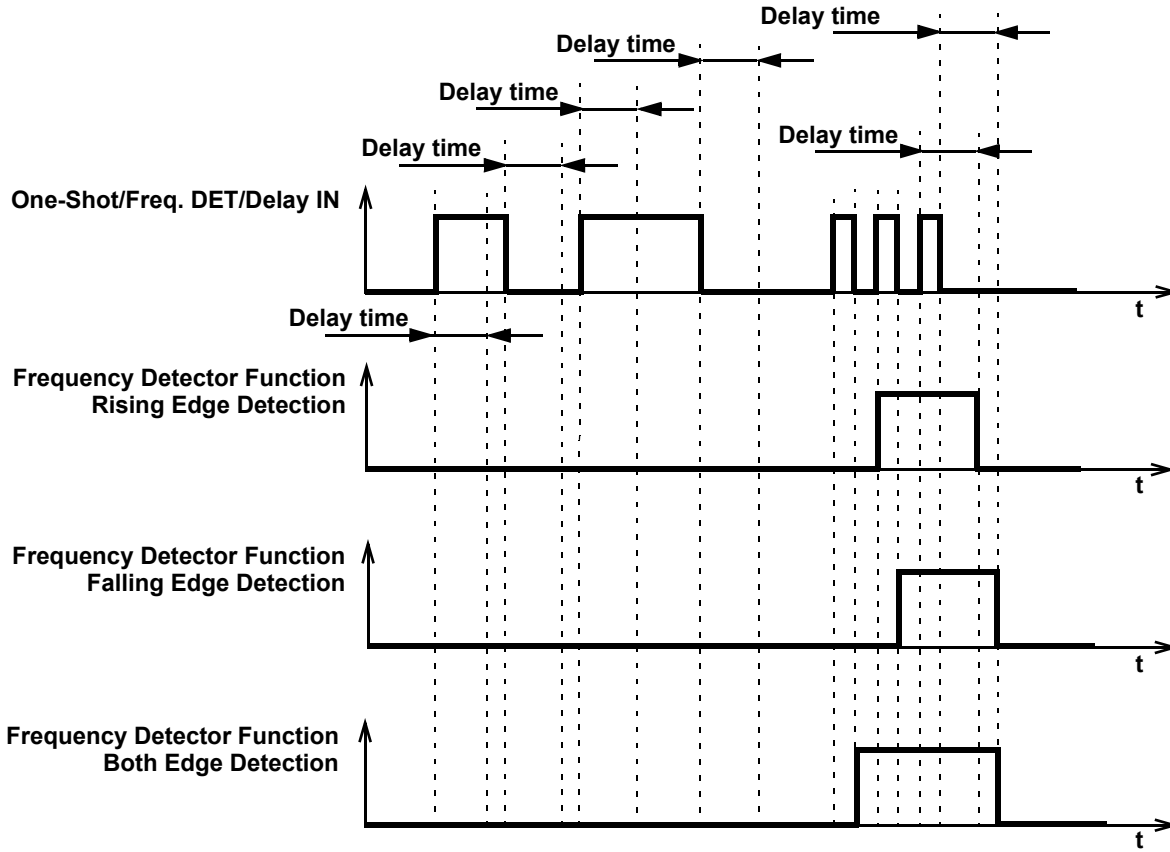 Delay time
Delay time
Delay time
Delay time
Delay time
One-Shot/Freq. DET/Delay IN
t
Delay time
Frequency Detector Function
Rising Edge Detection
t
Frequency Detector Function
Falling Edge Detection
t
Frequency Detector Function
Both Edge Detection
t